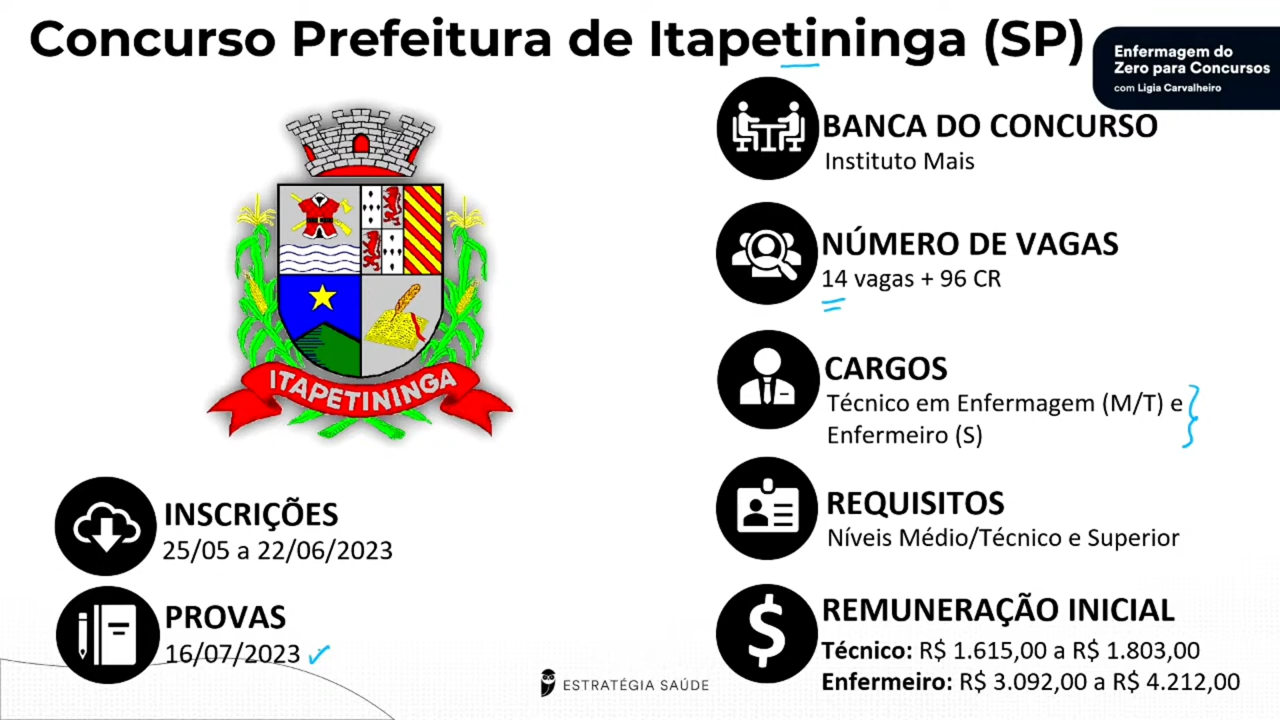 Concurso Prefeitura de Itapetininga (SP)
Enfermagem do
Zero para Concursos
com Ligia Carvalheiro
ITAPETININGA
INSCRIÇÕES
25/05 a 22/06/2023
PROVAS
16/07/2023
BANCA DO CONCURSO
Instituto Mais
NÚMERO DE VAGAS
14 vagas + 96 CR
CARGOS
Técnico em Enfermagem (M/T) e
Enfermeiro (S)
REQUISITOS
Níveis Médio/Técnico e Superior
REMUNERAÇÃO INICIAL
Técnico: R$ 1.615,00 a R$ 1.803,00
Enfermeiro: R$ 3.092,00 a R$ 4.212,00
ESTRATÉGIA SAÚDE